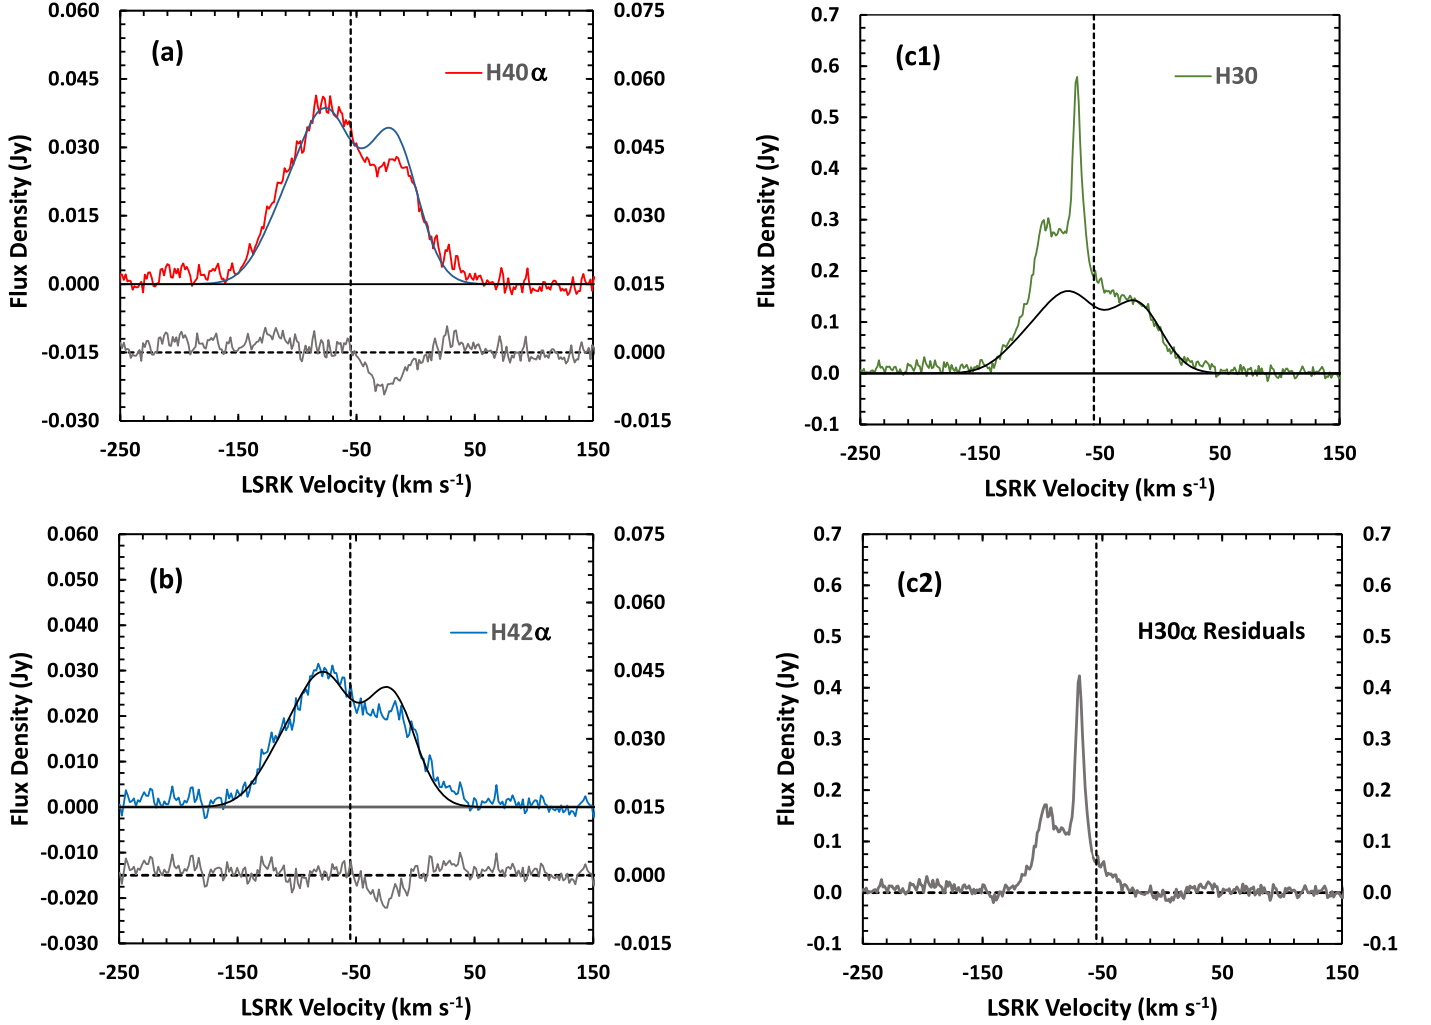 (a)
H40α
0.060
0.045
0.030
0.015
0.000
-0.015
-0.030
0.075
0.060
0.045
0.030
0.015
0.000
-0.015
Flux Density (Jy)
-250 -150 -50 50 150
LSRK Velocity (km s-1)
(c1)
H30
0.7
0.6
0.5
0.4
0.3
0.2
0.1
0.0
-0.1
Flux Density (Jy)
-250 -150 -50 50 150
LSRK Velocity (km s-1)
(b)
H42α
0.060
0.050
0.040
0.030
0.020
0.010
0.000
-0.010
-0.020
-0.030
0.075
0.060
0.045
0.030
0.015
0.000
-0.015
Flux Density (Jy)
-250 -150 -50 50 150
LSRK Velocity (km s-1)
(c2)
H30α Residuals
0.7
0.6
0.5
0.4
0.3
0.2
0.1
0.0
-0.1
0.7
0.6
0.5
0.4
0.3
0.2
0.1
0.0
-0.1
Flux Density (Jy)
-250 -150 -50 50 150
LSRK Velocity (km s-1)